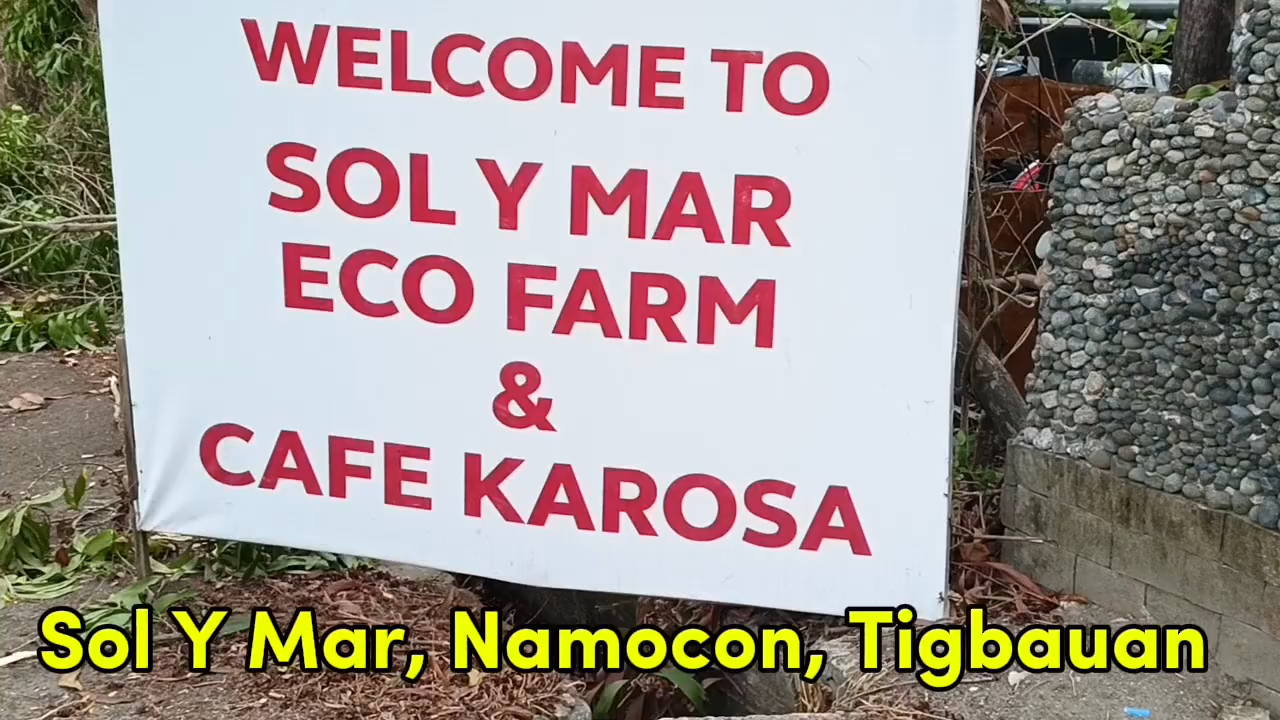 WELCOME TO
SOL Y MAR
ECO FARM
&
CAFE KAROSA
Sol Y Mar, Namocon, Tigbauan